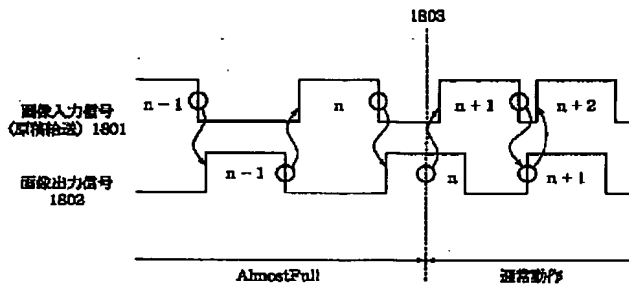 1803
n-1
n
n+1
n+2
画像入力信号
(原稿給送) 1801
画像出力信号
1802
n-1
n
n+1
AlmostFull
通常動作